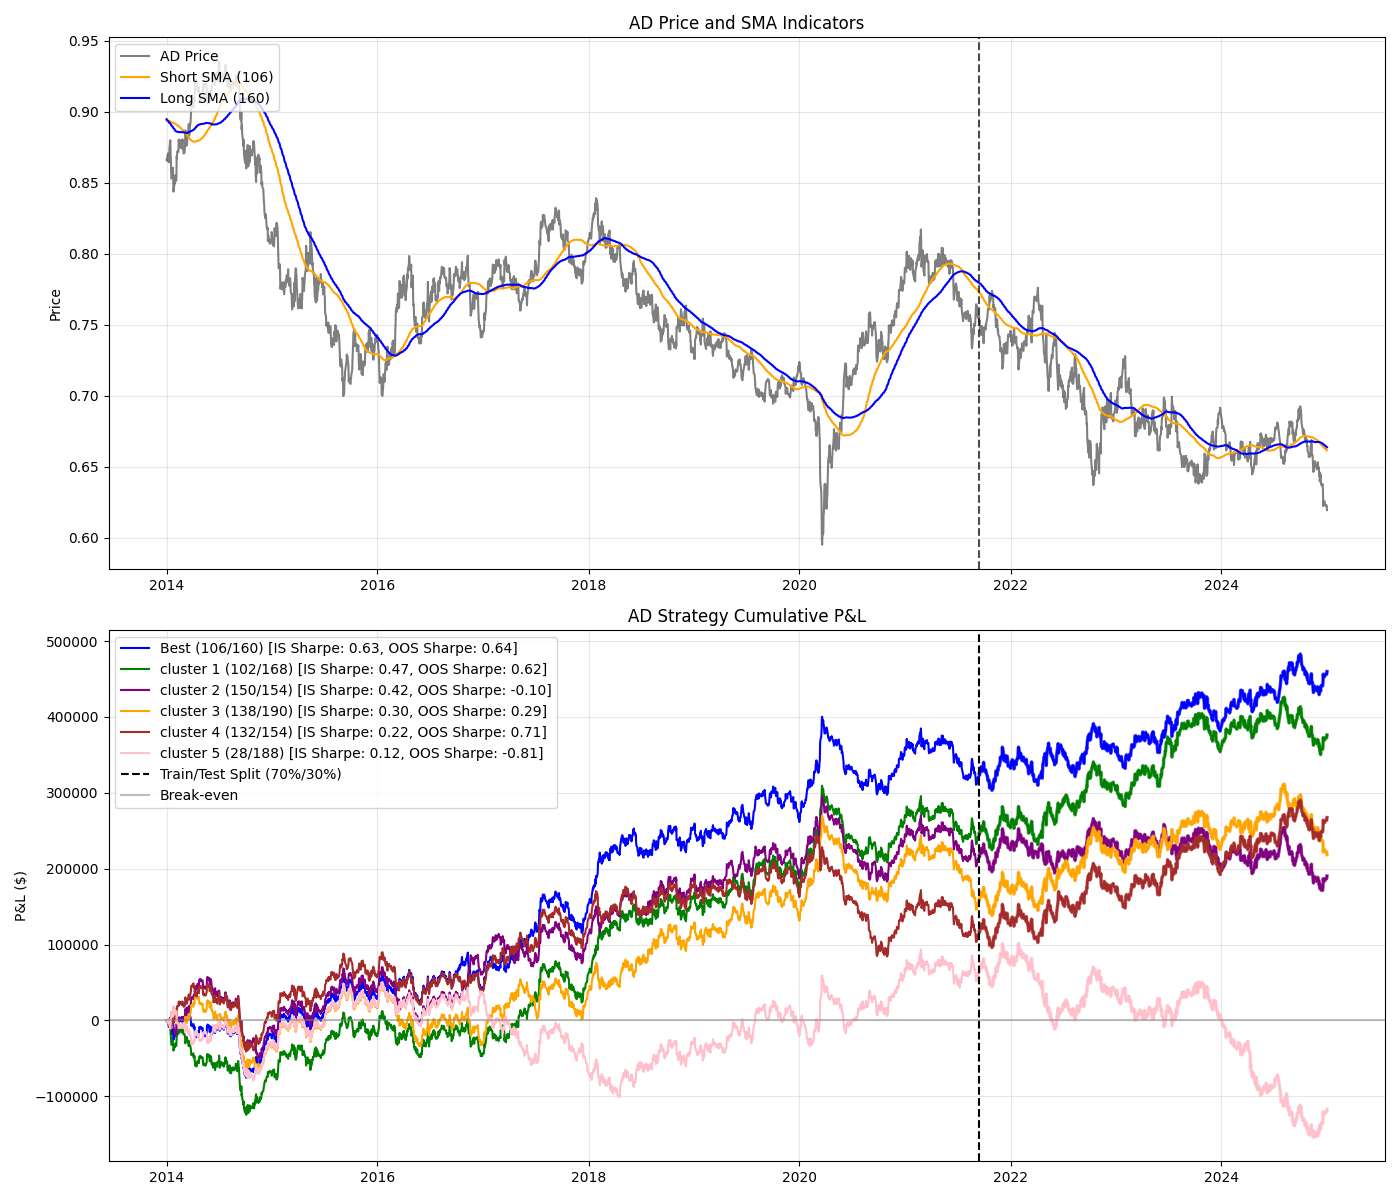 AD Price and SMA Indicators
0.95
0.90
0.85
0.80
0.75
0.70
0.65
0.60
Price
AD Price
Short SMA (106)
Long SMA (160)
2014
2016
2018
2020
2022
2024
AD Strategy Cumulative P&L
500000
400000
300000
200000
100000
0
−100000
P&L ($)
Best (106/160) [IS Sharpe: 0.63, OOS Sharpe: 0.64]
cluster 1 (102/168) [IS Sharpe: 0.47, OOS Sharpe: 0.62]
cluster 2 (150/154) [IS Sharpe: 0.42, OOS Sharpe: -0.10]
cluster 3 (138/190) [IS Sharpe: 0.30, OOS Sharpe: 0.29]
cluster 4 (132/154) [IS Sharpe: 0.22, OOS Sharpe: 0.71]
cluster 5 (28/188) [IS Sharpe: 0.12, OOS Sharpe: -0.81]
Train/Test Split (70%/30%)
Break-even
2014
2016
2018
2020
2022
2024